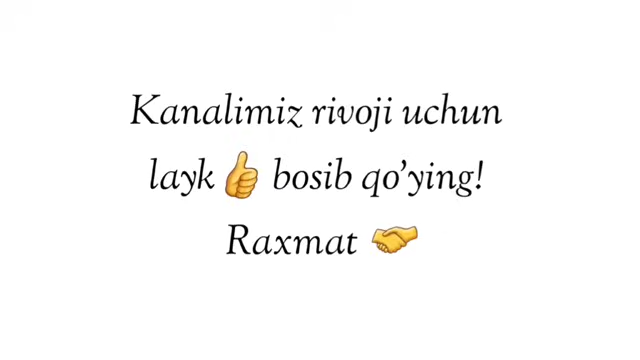 Kanalimiz rivoji uchun
layk👍 bosib qo’ying!
Raxmat 🤝